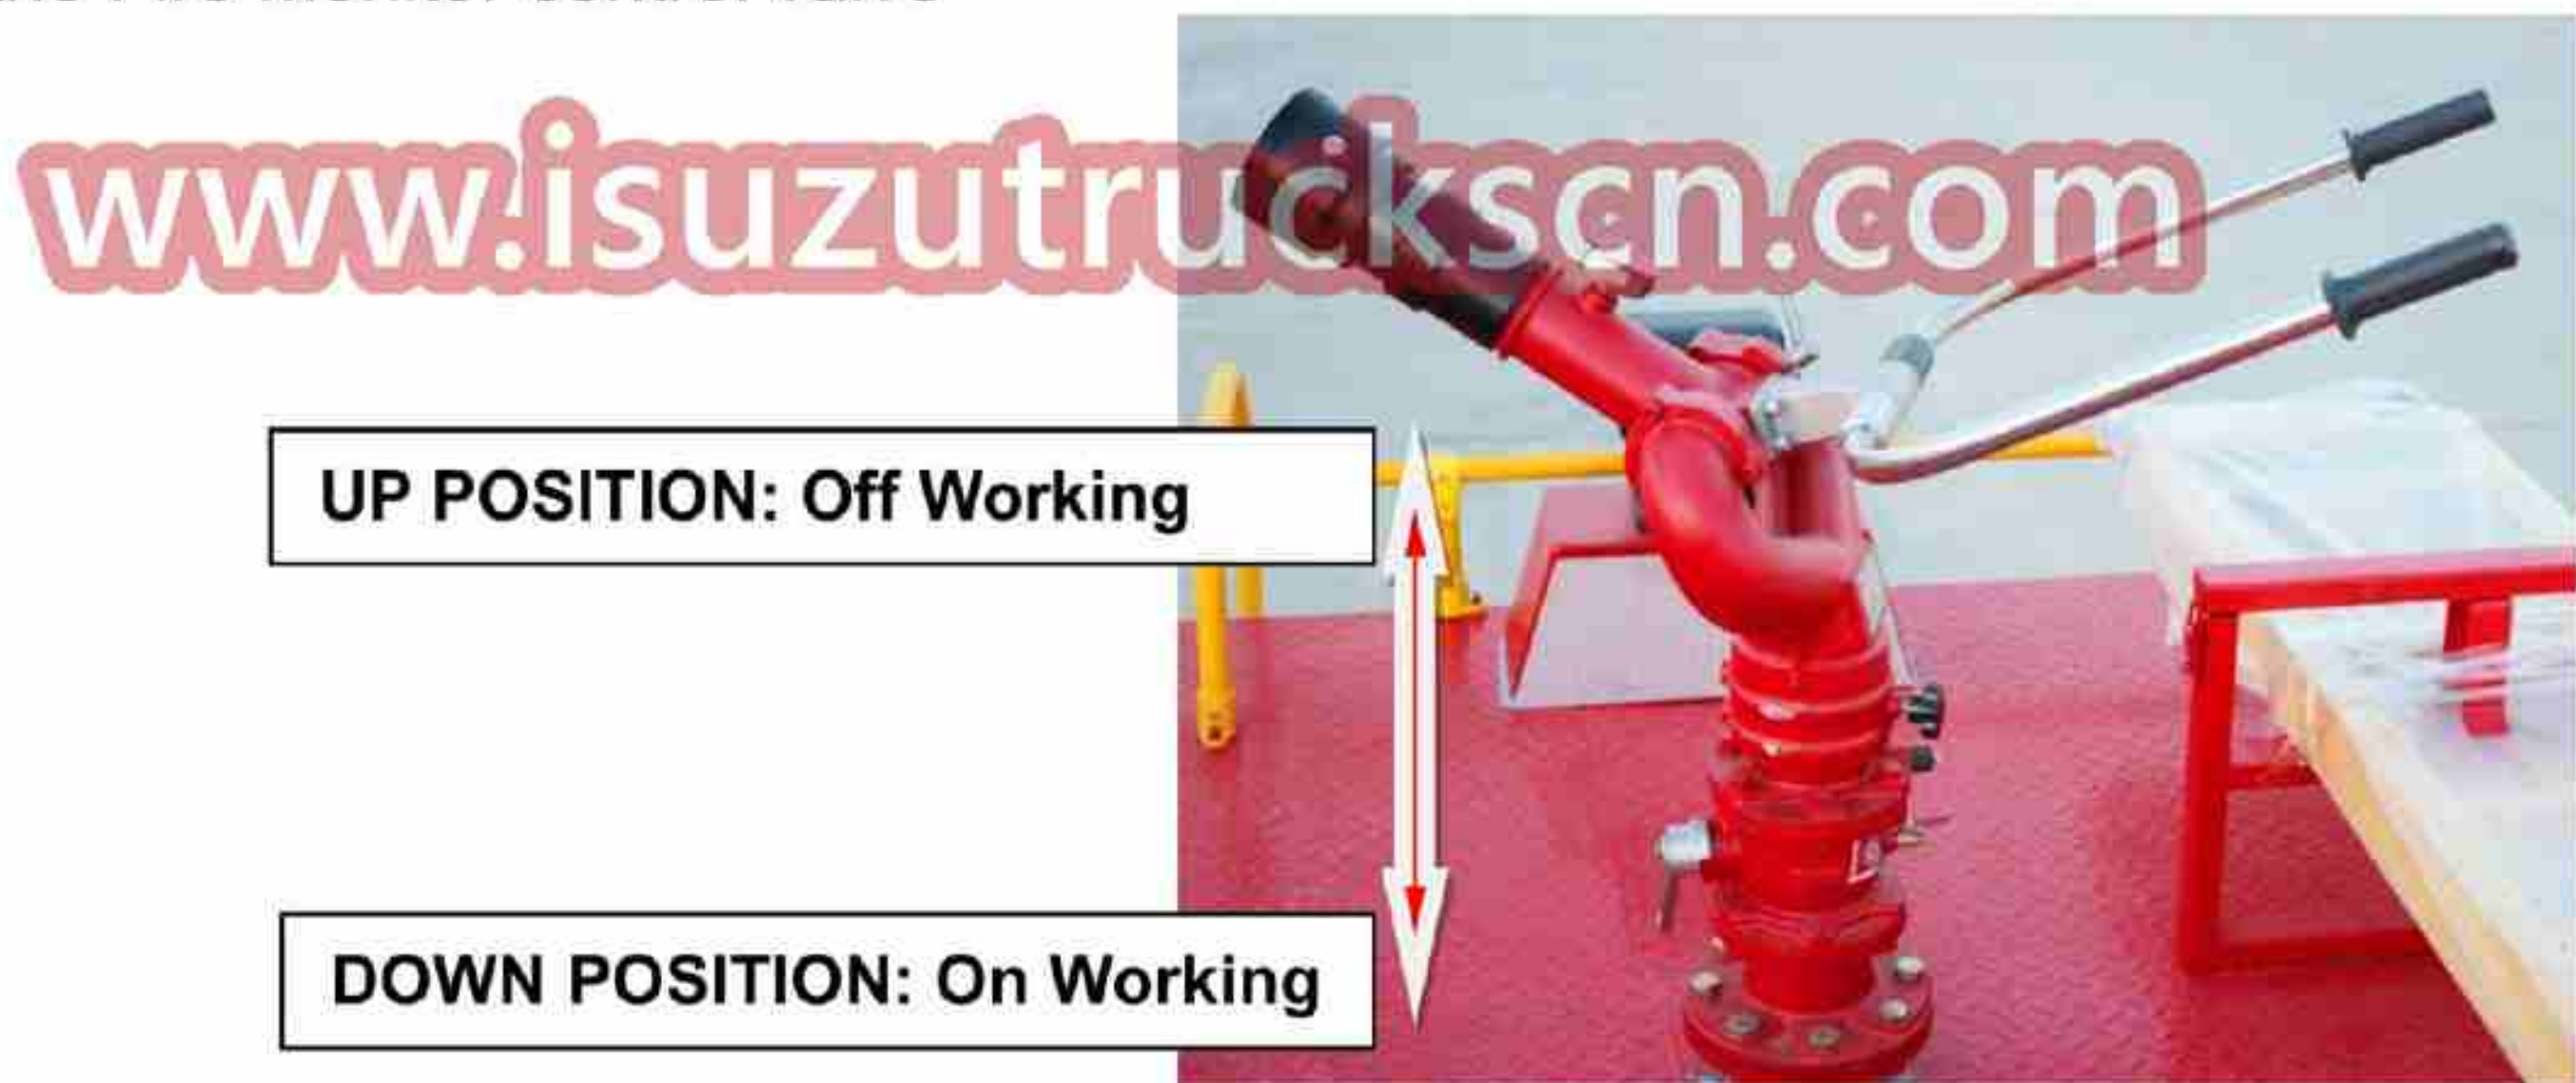 www.isuzutruckscn.com
UP POSITION: Off Working
DOWN POSITION: On Working